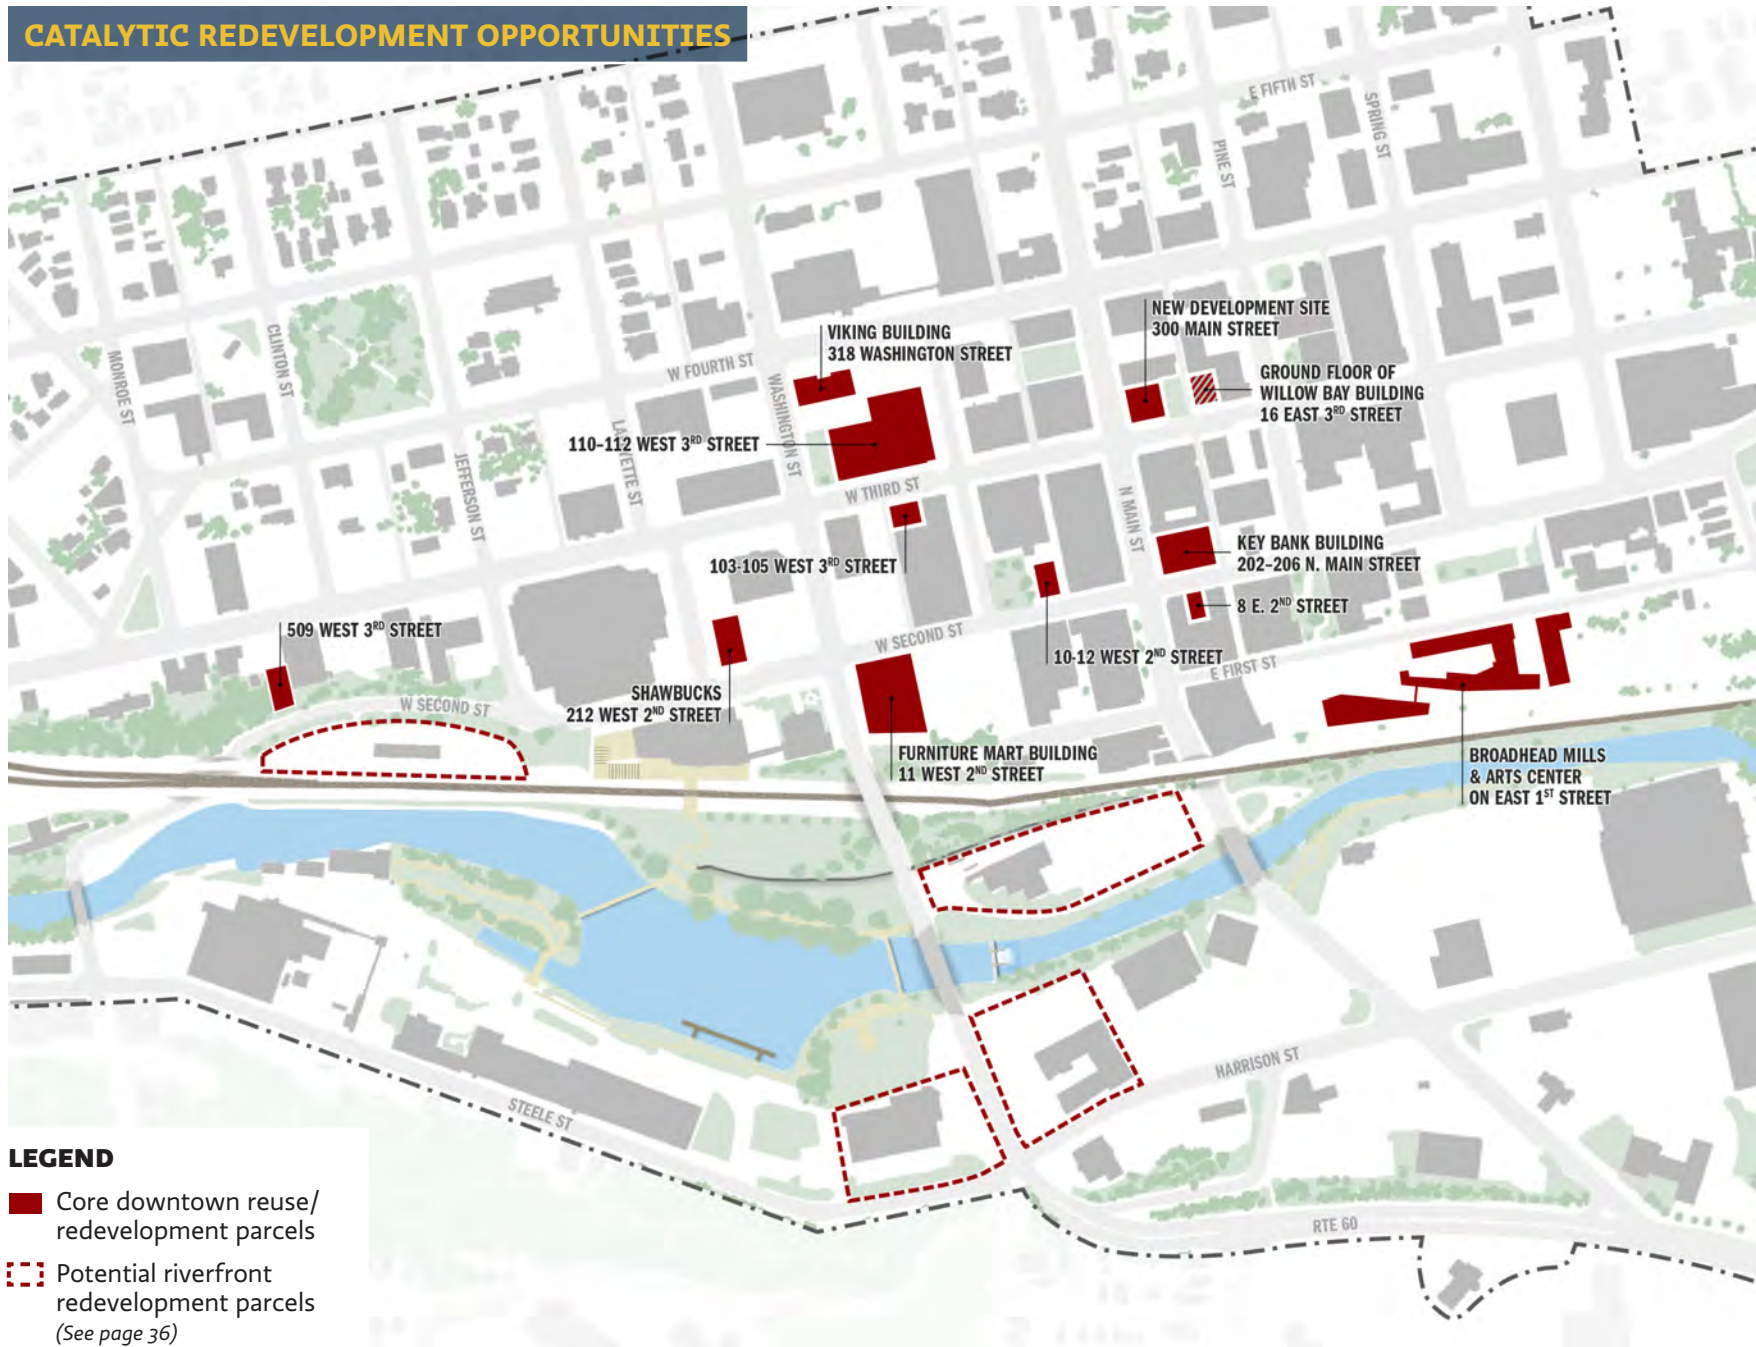 CATALYTIC REDEVELOPMENT OPPORTUNITIES
E FIFTH ST
SPRING ST
PINE ST
NEW DEVELOPMENT SITE
300 MAIN STREET
VIKING BUILDING
318 WASHINGTON STREET
CLINTON ST
MONROE ST
W FOURTH ST
WASHINGTON ST
GROUND FLOOR OF
WILLOW BAY BUILDING
16 EAST 3RD STREET
110–112 WEST 3RD STREET
LAFAYETTE ST
JEFFERSON ST
W THIRD ST
N MAIN ST
103-105 WEST 3RD STREET
KEY BANK BUILDING
202–206 N. MAIN STREET
8 E. 2ND STREET
509 WEST 3RD STREET
W SECOND ST
10-12 WEST 2ND STREET
E FIRST ST
SHAWBUCKS
212 WEST 2ND STREET
W SECOND ST
FURNITURE MART BUILDING
11 WEST 2ND STREET
BROADHEAD MILLS
& ARTS CENTER
ON EAST 1ST STREET
HARRISON ST
STEELE ST
RTE 60
LEGEND
Core downtown reuse/
redevelopment parcels
Potential riverfront
redevelopment parcels
(See page 36)